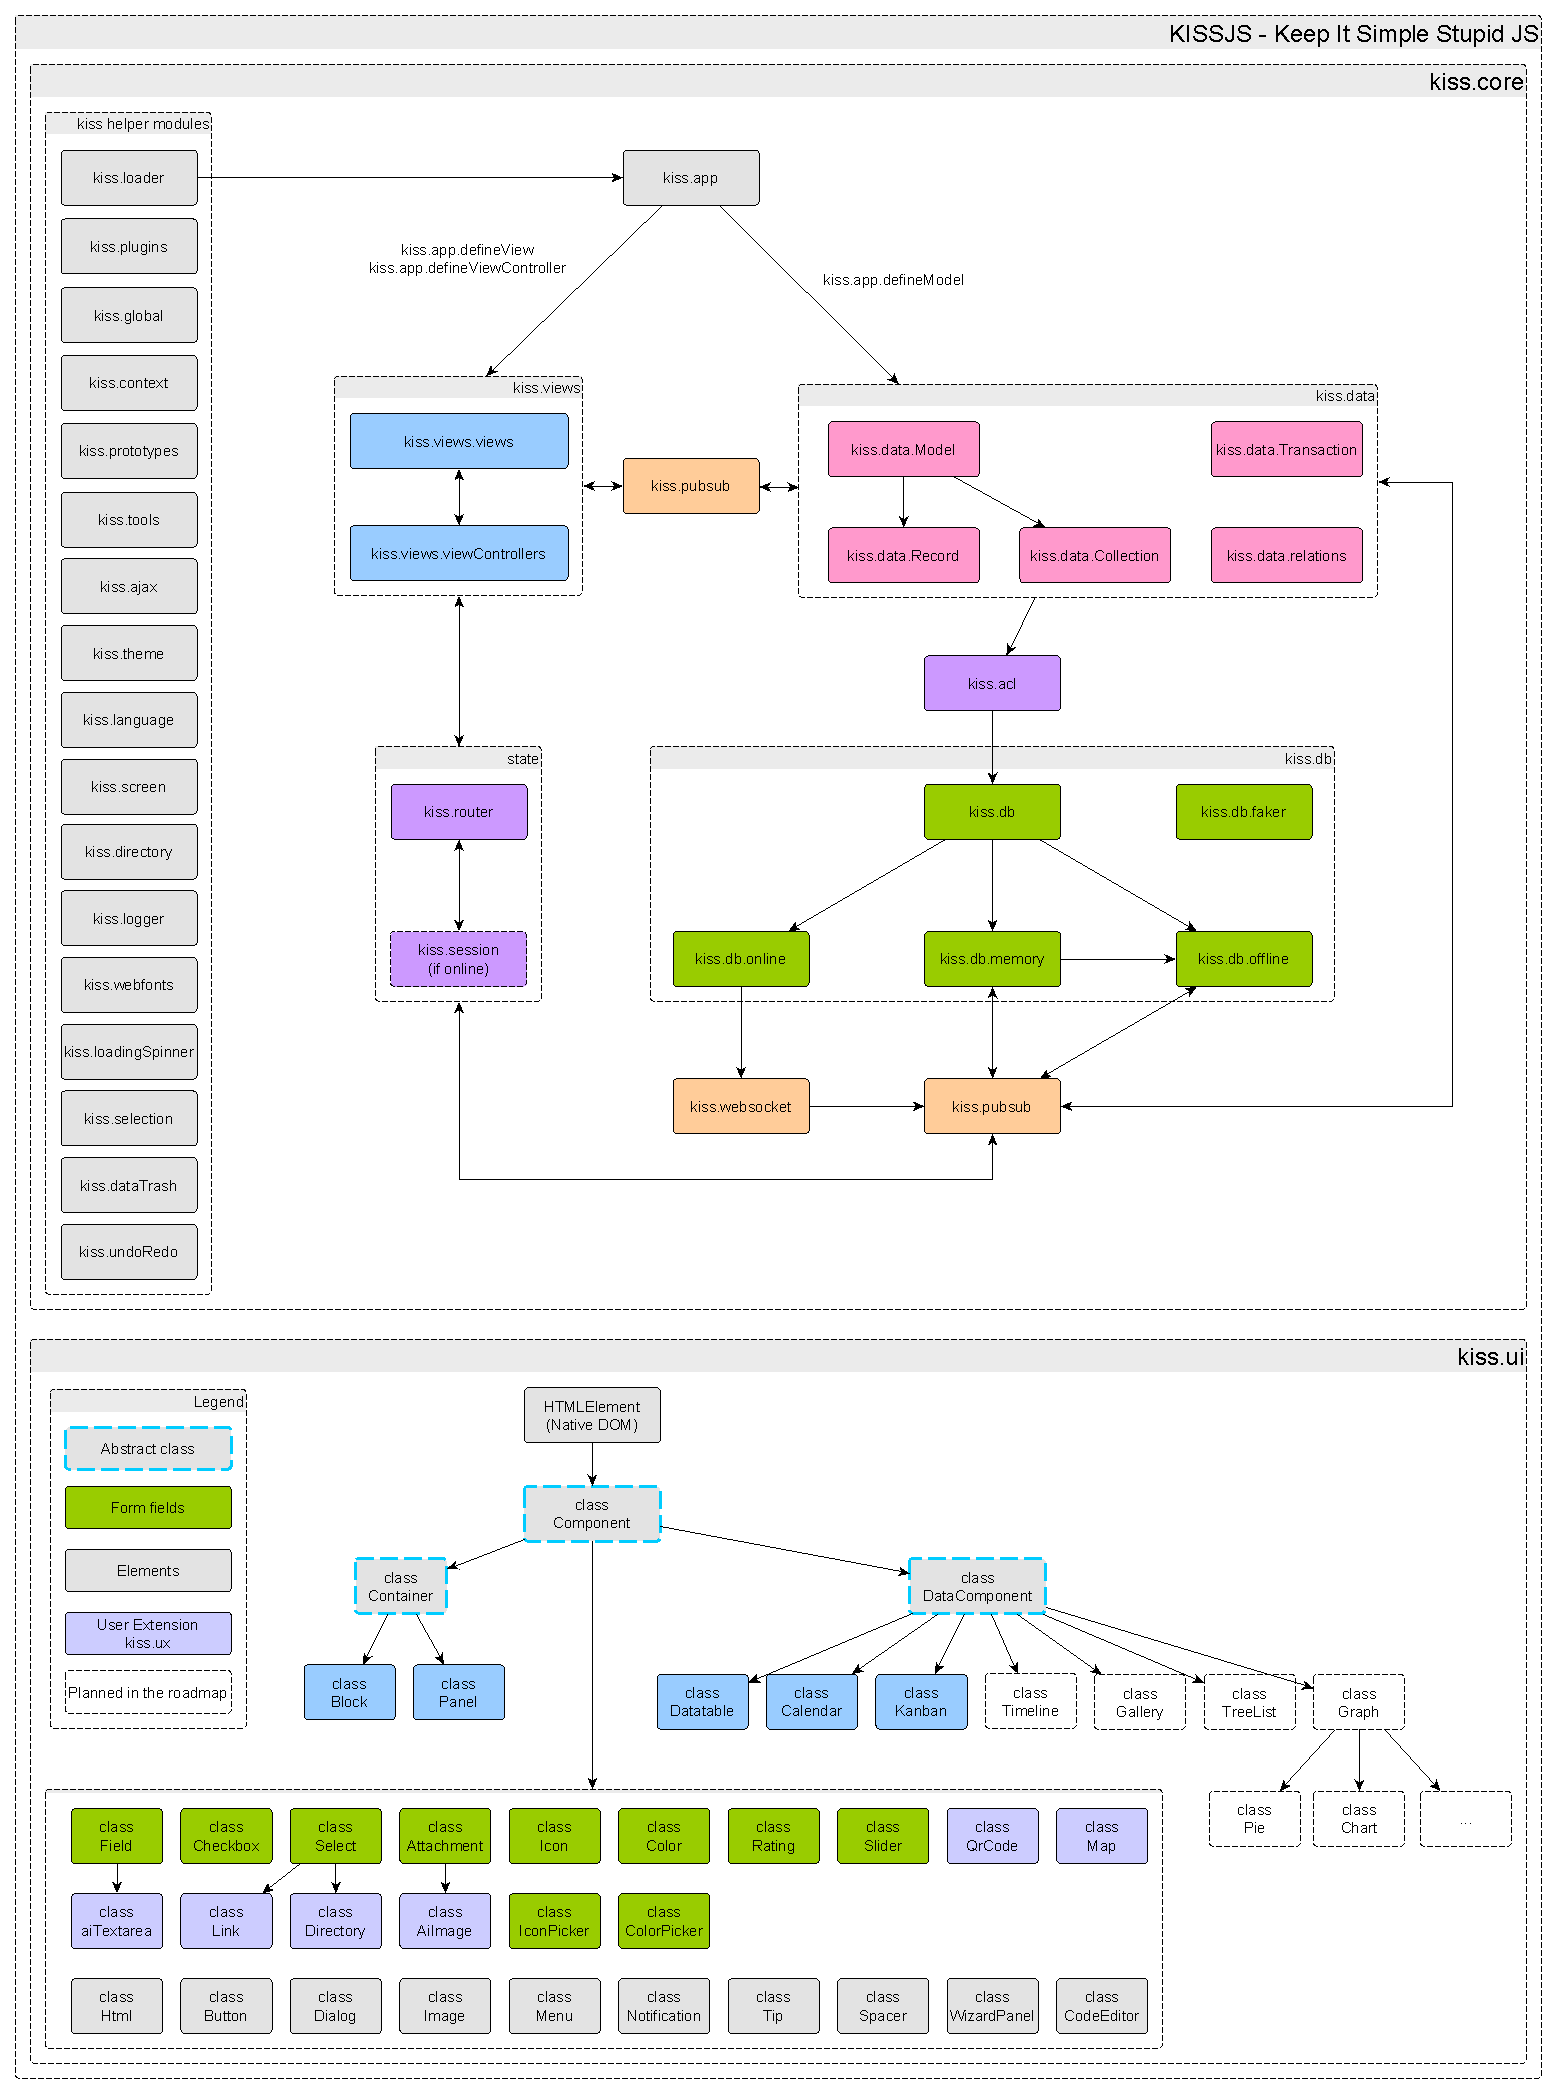 KISSJS - Keep It Simple Stupid JS
kiss.core
kiss helper modules
kiss.loader
kiss.plugins
kiss.global
kiss.context
kiss.prototypes
kiss.tools
kiss.ajax
kiss.theme
kiss.language
kiss.screen
kiss.directory
kiss.logger
kiss.webfonts
kiss.loadingSpinner
kiss.selection
kiss.dataTrash
kiss.undoRedo
kiss.app
kiss.app.defineView
kiss.app.defineViewController
kiss.app.defineModel
kiss.views
kiss.views.views
kiss.views.viewControllers
kiss.pubsub
kiss.data
kiss.data.Model
kiss.data.Transaction
kiss.data.Record
kiss.data.Collection
kiss.data.relations
kiss.acl
state
kiss.router
kiss.session
(if online)
kiss.db
kiss.db
kiss.db.faker
kiss.db.online
kiss.db.memory
kiss.db.offline
kiss.websocket
kiss.pubsub
kiss.ui
Legend
Abstract class
Form fields
Elements
User Extension
kiss.ux
Planned in the roadmap
HTMLElement
(Native DOM)
class
Component
class
Container
class
DataComponent
class
Block
class
Panel
class
Datatable
class
Calendar
class
Kanban
class
Timeline
class
Gallery
class
TreeList
class
Graph
class
Pie
class
Chart
...
class
Field
class
Checkbox
class
Select
class
Attachment
class
Icon
class
Color
class
Rating
class
Slider
class
QrCode
class
Map
class
aiTextarea
class
Link
class
Directory
class
AiImage
class
IconPicker
class
ColorPicker
class
Html
class
Button
class
Dialog
class
Image
class
Menu
class
Notification
class
Tip
class
Spacer
class
WizardPanel
class
CodeEditor